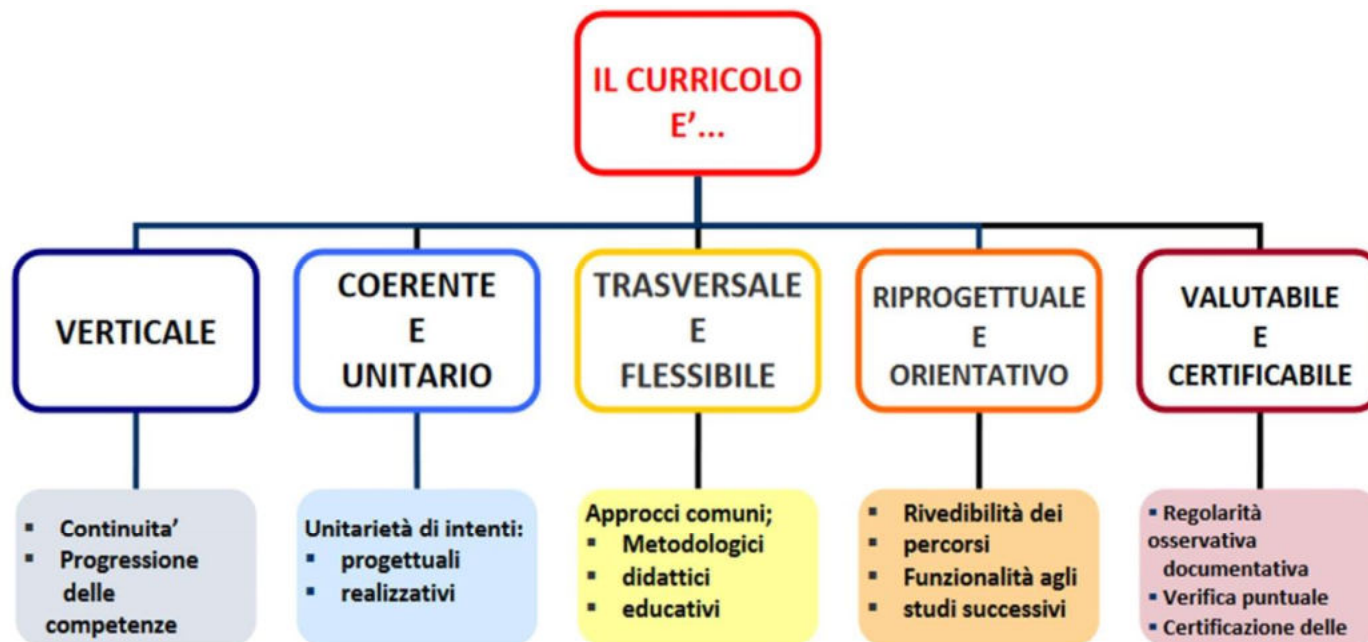 IL CURRICOLO
E’...
VERTICALE
COERENTE
E
UNITARIO
TRASVERSALE
E
FLESSIBILE
RIPROGETTUALE
E
ORIENTATIVO
VALUTABILE
E
CERTIFICABILE
▪ Continuita’
▪ Progressione
delle
competenze
Unitarietà di intenti:
▪ progettuali
▪ realizzativi
Approcci comuni;
▪ Metodologici
▪ didattici
▪ educativi
▪ Rivedibilità dei
▪ percorsi
▪ Funzionalità agli
▪ studi successivi
▪ Regolarità
osservativa
documentativa
▪ Verifica puntuale
▪ Certificazione delle